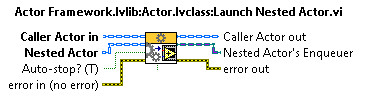 Actor Framework.lvlib:Actor.lvclass:Launch Nested Actor.vi
Caller Actor in
Caller Actor out
Nested Actor
Nested Actor's Enqueuer
Auto-stop? (T)
error out
error in (no error)